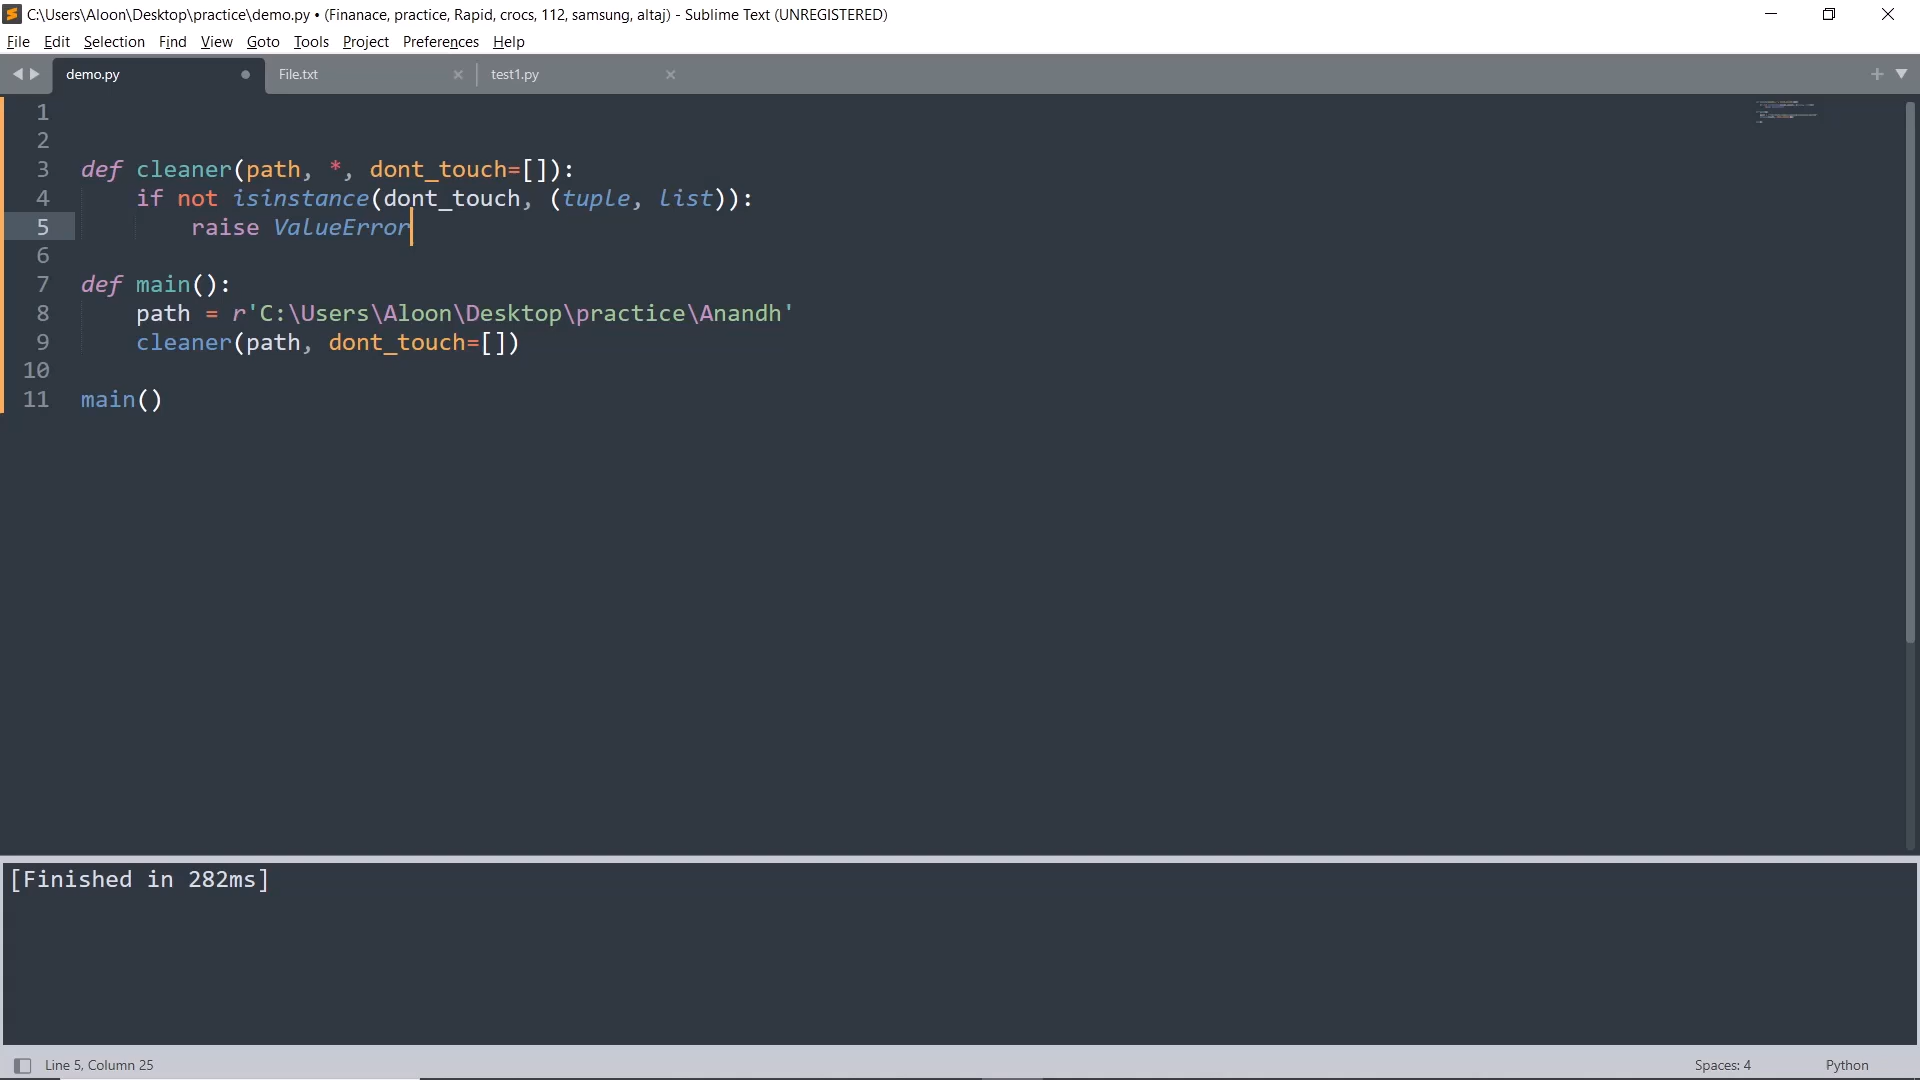 C:\Users\Aloon\Desktop\practice\demo.py • (Finanace, practice, Rapid, crocs, 112, samsung, altaj) - Sublime Text (UNREGISTERED)
File Edit Selection Find View Goto Tools Project Preferences Help
demo.py File.txt test1.py
1
2
3 def cleaner(path, *, dont_touch=[]):
4 if not isinstance(dont_touch, (tuple, list)):
5 raise ValueError
6
7 def main():
8 path = r'C:\Users\Aloon\Desktop\practice\Anandh'
9 cleaner(path, dont_touch=[])
10
11 main()
[Finished in 282ms]
Line 5, Column 25 Spaces: 4 Python